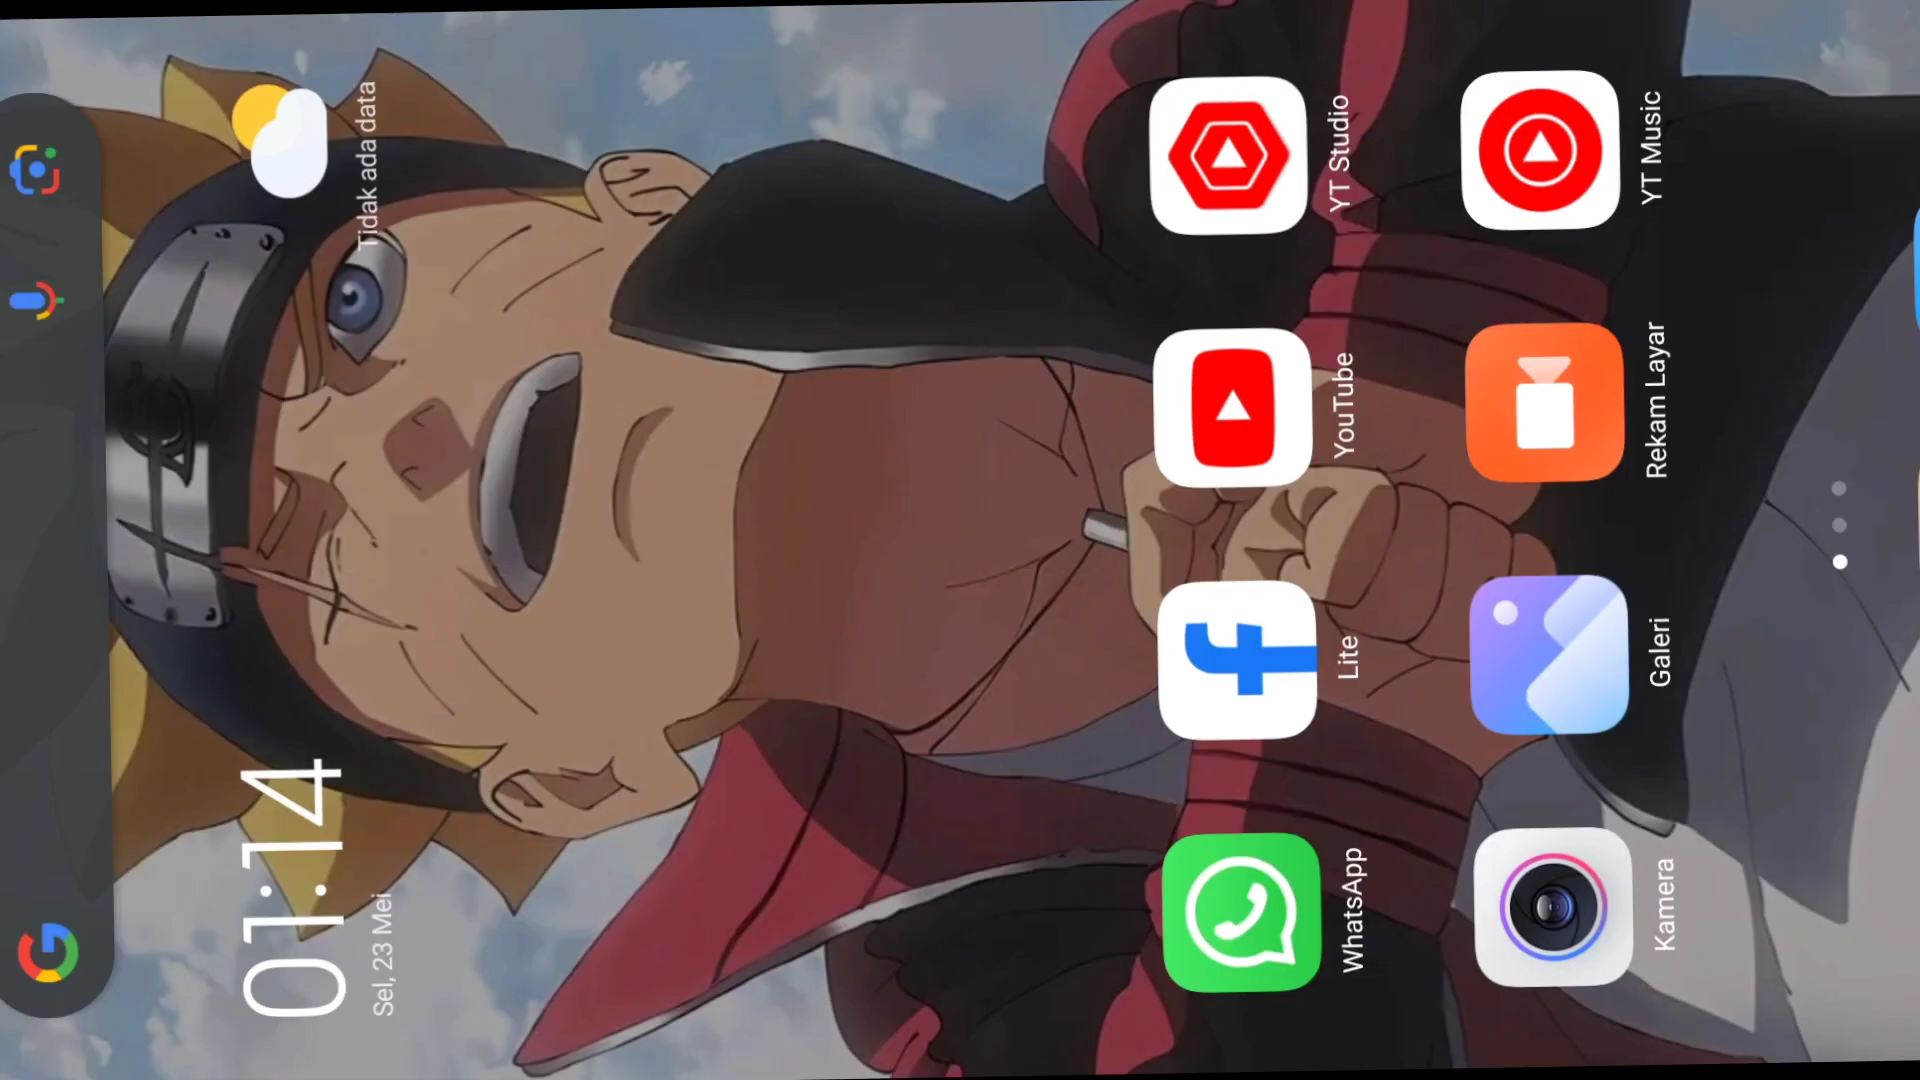 01:14
Sel, 23 Mei
Tidak ada data
WhatsApp
Lite
YouTube
YT Studio
Kamera
Galeri
Rekam Layar
YT Music